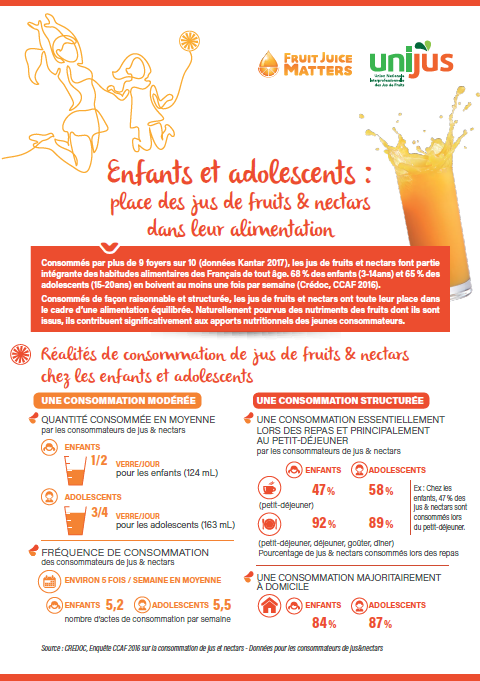 FRUIT JUICE
MATTERS
unijus
Union Nationale
Interprofessionnelle
des Jus de Fruits
Enfants et adolescents :
place des jus de fruits & nectars
dans leur alimentation
Consommés par plus de 9 foyers sur 10 (données Kantar 2017), les jus de fruits et nectars font partie
intégrante des habitudes alimentaires des Français de tout âge. 68 % des enfants (3-14ans) et 65 % des
adolescents (15-20ans) en boivent au moins une fois par semaine (Crédoc, CCAF 2016).
Consommés de façon raisonnable et structurée, les jus de fruits et nectars ont toute leur place dans
le cadre d'une alimentation équilibrée. Naturellement pourvus des nutriments des fruits dont ils sont
issus, ils contribuent significativement aux apports nutritionnels des jeunes consommateurs.
Réalités de consommation de jus de fruits & nectars
chez les enfants et adolescents
UNE CONSOMMATION MODÉRÉE
QUANTITÉ CONSOMMÉE EN MOYENNE
par les consommateurs de jus & nectars
ENFANTS
1/2 VERRE/JOUR
pour les enfants (124 mL)
ADOLESCENTS
3/4 VERRE/JOUR
pour les adolescents (163 mL)
FRÉQUENCE DE CONSOMMATION
des consommateurs de jus & nectars
ENVIRON 5 FOIS / SEMAINE EN MOYENNE
ENFANTS 5,2 ADOLESCENTS 5,5
nombre d'actes de consommation par semaine
UNE CONSOMMATION STRUCTURÉE
UNE CONSOMMATION ESSENTIELLEMENT
LORS DES REPAS ET PRINCIPALEMENT
AU PETIT-DÉJEUNER
par les consommateurs de jus & nectars
ENFANTS ADOLESCENTS
47 % 58 %
(petit-déjeuner)
92 % 89 %
(petit-déjeuner, déjeuner, goûter, dîner)
Pourcentage de jus & nectars consommés lors des repas
Ex : Chez les
enfants, 47 % des
jus & nectars sont
consommés lors
du petit-déjeuner.
UNE CONSOMMATION MAJORITAIREMENT
À DOMICILE
ENFANTS ADOLESCENTS
84 % 87 %
Source : CREDOC, Enquête CCAF 2016 sur la consommation de jus et nectars - Données pour les consommateurs de jus&nectars